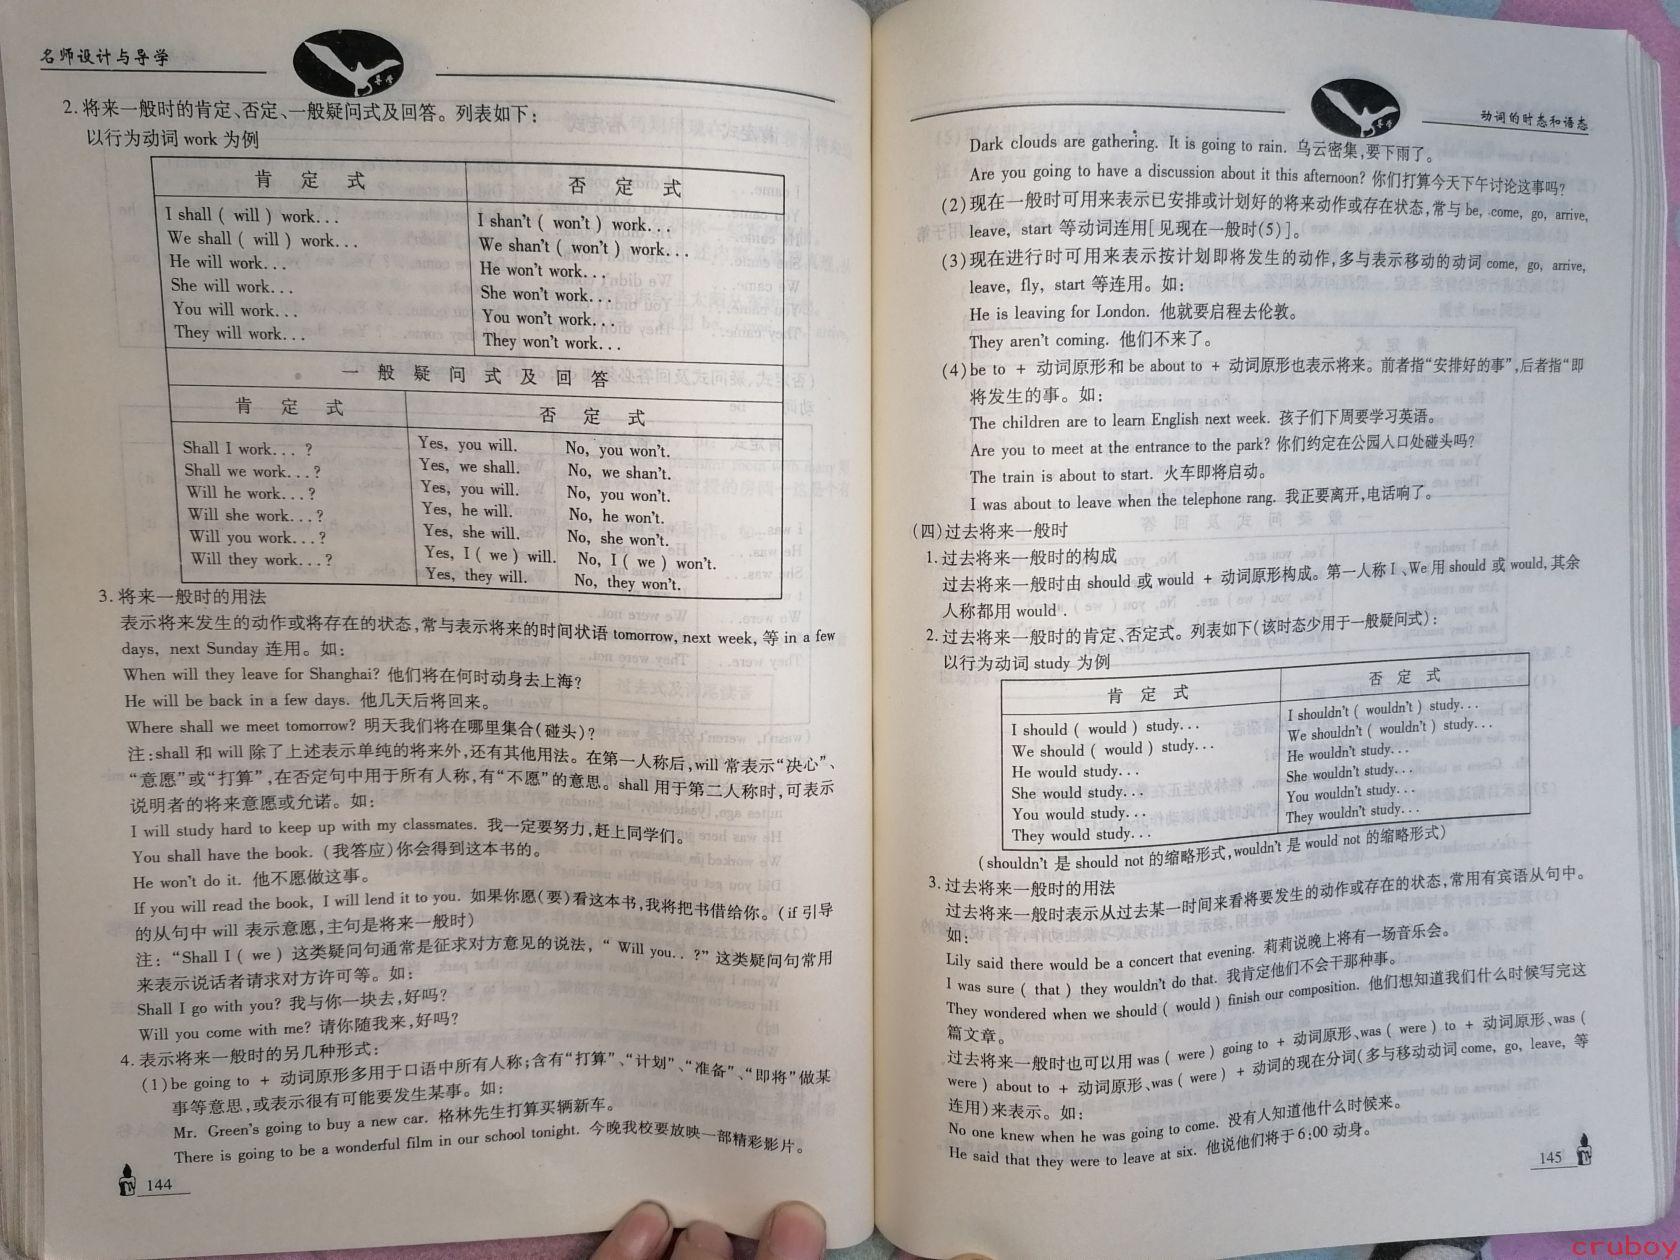 名师设计与导学
导学
2.将来一般时的肯定、否定、一般疑问式及回答。列表如下:
以行为动词 work 为例
肯 定 式 否 定 式
I shall ( will ) work... I shan't ( won't ) work...
We shall ( will ) work... We shan't ( won't ) work...
He will work... He won't work...
She will work... She won't work...
You will work... You won't work...
They will work... They won't work...
一 般 疑 问 式 及 回 答
肯 定 式 否 定 式
Shall I work... ? Yes, you will. No, you won't.
Shall we work...? Yes, we shall. No, we shan't.
Will he work...? Yes, you will. No, you won't.
Will she work...? Yes, he will. No, he won't.
Will you work...? Yes, she will. No, she won't.
Will they work...? Yes, I ( we ) will. No, I ( we ) won't.
Yes, they will. No, they won't.
3.将来一般时的用法
表示将来发生的动作或将存在的状态,常与表示将来的时间状语 tomorrow, next week, 等 in a few
days, next Sunday 连用。如:
When will they leave for Shanghai? 他们将在何时动身去上海?
He will be back in a few days. 他几天后将回来。
Where shall we meet tomorrow? 明天我们将在哪里集合(碰头)?
注:shall 和 will 除了上述表示单纯的将来外,还有其他用法。在第一人称后,will 常表示“决心”、
“意愿”或“打算”,在否定句中用于所有人称,有“不愿”的意思。shall 用于第二人称时,可表示
说明者的将来意愿或允诺。如:
I will study hard to keep up with my classmates. 我一定要努力,赶上同学们。
You shall have the book. (我答应)你会得到这本书的。
He won't do it. 他不愿做这事。
If you will read the book, I will lend it to you. 如果你愿(要)看这本书,我将把书借给你。(if 引导
的从句中 will 表示意愿,主句是将来一般时)
注: “Shall I ( we ) 这类疑问句通常是征求对方意见的说法, “ Will you.. ?” 这类疑问句常用
来表示说话者请求对方许可等。如:
Shall I go with you? 我与你一块去,好吗?
Will you come with me? 请你随我来,好吗?
4.表示将来一般时的另几种形式:
(1)be going to + 动词原形多用于口语中所有人称;含有“打算”、“计划”、“准备”、“即将”做某
事等意思,或表示很有可能要发生某事。如:
Mr. Green's going to buy a new car. 格林先生打算买辆新车。
There is going to be a wonderful film in our school tonight. 今晚我校要放映一部精彩影片。
144
导学
动词的时态和语态
Dark clouds are gathering. It is going to rain. 乌云密集,要下雨了。
Are you going to have a discussion about it this afternoon? 你们打算今天下午讨论这事吗?
(2)现在一般时可用来表示已安排或计划好的将来动作或存在状态,常与 be, come, go, arrive,
leave, start 等动词连用[见现在一般时(5)]。
(3)现在进行时可用来表示按计划即将发生的动作,多与表示移动的动词 come, go, arrive,
leave, fly, start 等连用。如:
He is leaving for London. 他就要启程去伦敦。
They aren't coming. 他们不来了。
(4)be to + 动词原形和 be about to + 动词原形也表示将来。前者指“安排好的事”,后者指“即
将发生的事。如:
The children are to learn English next week. 孩子们下周要学习英语。
Are you to meet at the entrance to the park? 你们约定在公园人口处碰头吗?
The train is about to start. 火车即将启动。
I was about to leave when the telephone rang. 我正要离开,电话响了。
(四)过去将来一般时
1.过去将来一般时的构成
过去将来一般时由 should 或 would + 动词原形构成。第一人称 I 、We 用 should 或 would,其余
人称都用 would .
2.过去将来一般时的肯定、否定式。列表如下(该时态少用于一般疑问式):
以行为动词 study 为例
肯 定 式 否 定 式
I should ( would ) study... I shouldn't ( wouldn't ) study...
We should ( would ) study... We shouldn't ( wouldn't ) study...
He would study... He wouldn't study...
She would study... She wouldn't study...
You would study... You wouldn't study...
They would study... They wouldn't study...
(shouldn't 是 should not 的缩略形式,wouldn't 是 would not 的缩略形式)
3.过去将来一般时的用法
过去将来一般时表示从过去某一时间来看将要发生的动作或存在的状态,常用有宾语从句中。
如:
Lily said there would be a concert that evening. 莉莉说晚上将有一场音乐会。
I was sure ( that ) they wouldn't do that. 我肯定他们不会干那种事。
They wondered when we should ( would ) finish our composition. 他们想知道我们什么时候写完这
篇文章。
过去将来一般时也可以用 was ( were ) going to + 动词原形、was ( were ) to + 动词原形、was (
were ) about to + 动词原形、was ( were ) + 动词的现在分词(多与移动动词 come, go, leave, 等
连用)来表示。如:
No one knew when he was going to come. 没有人知道他什么时候来。
He said that they were to leave at six. 他说他们将于6:00动身。
145
cruboy